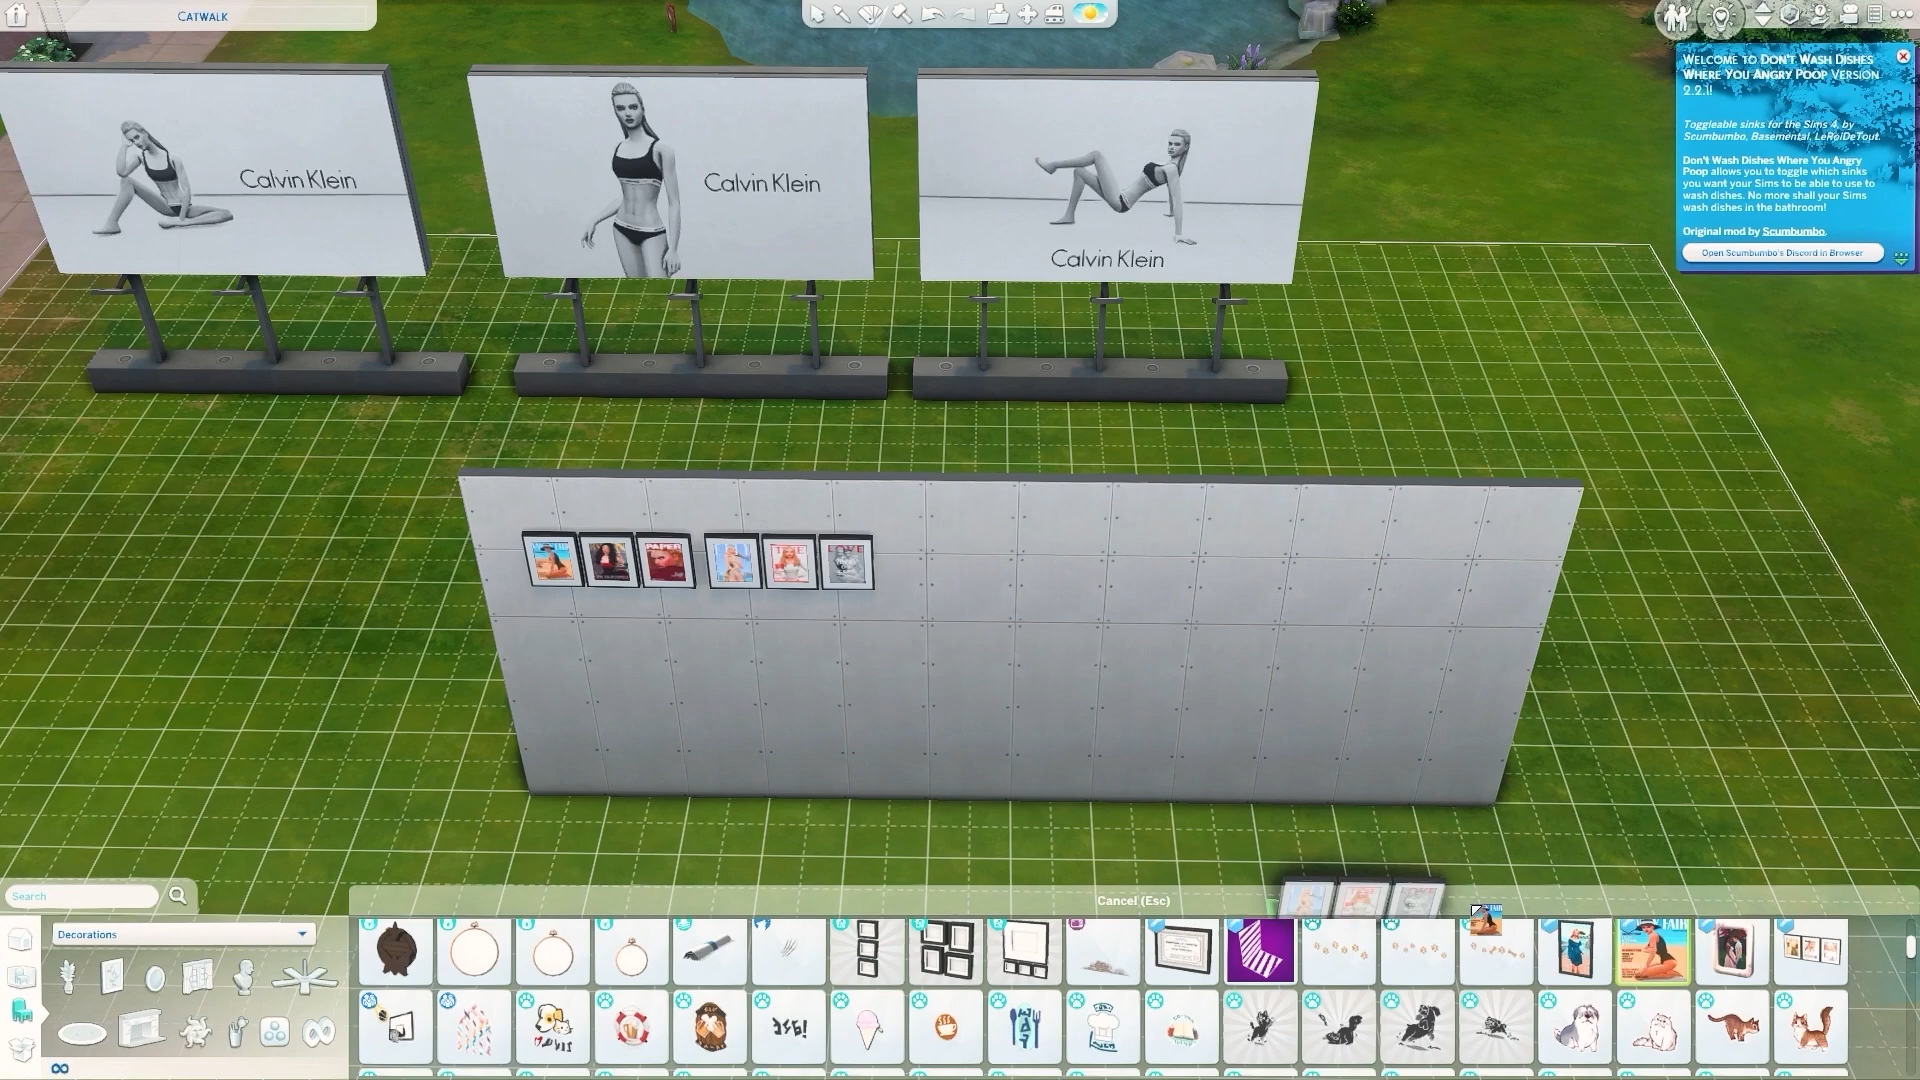 CATWALK
WELCOME TO DON'T WASH DISHES
WHERE YOU ANGRY POOP VERSION
2.2.1!
Toggleable sinks for the Sims 4, by
Scumbumbo, Basemental, LeRoiDeTout.
Don't Wash Dishes Where You Angry
Poop allows you to toggle which sinks
you want your Sims to be able to use to
wash dishes. No more shall your Sims
wash dishes in the bathroom!
Original mod by Scumbumbo.
Open Scumbumbo's Discord in Browser
Calvin Klein
Calvin Klein
Calvin Klein
PAPER
LOVE
Search
Cancel (Esc)
Decorations
FAIR